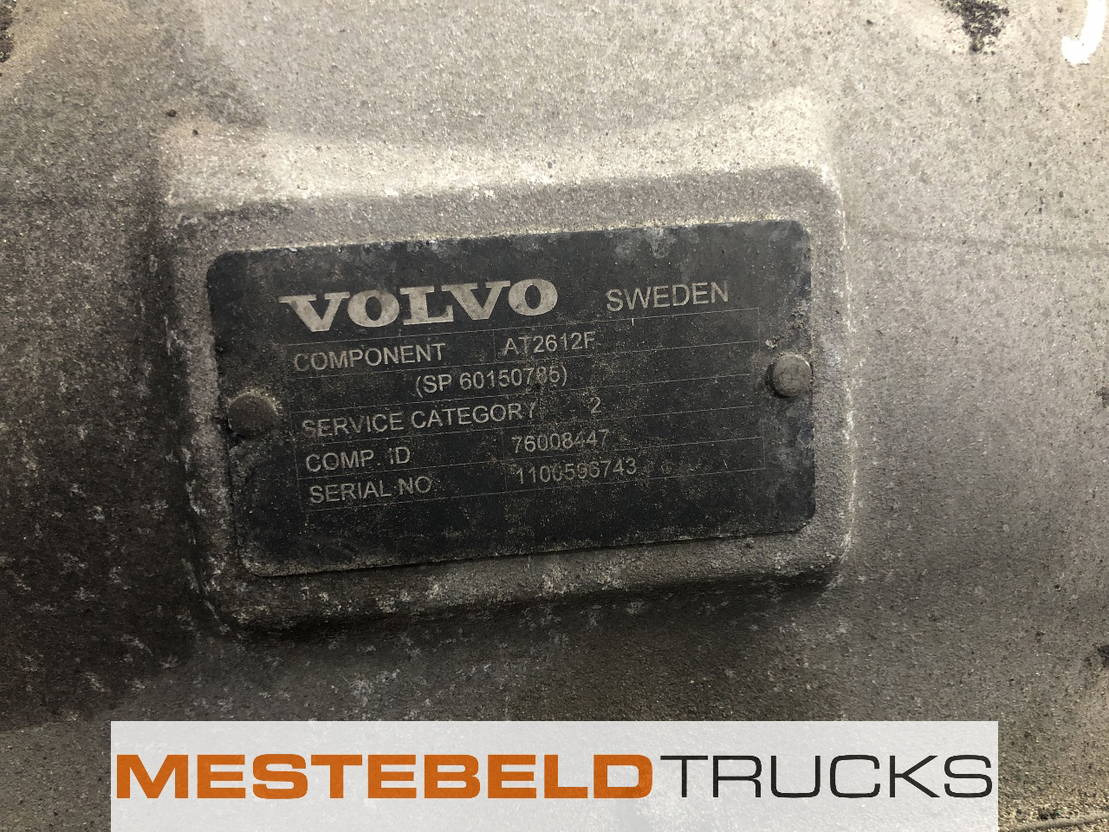 VOLVO SWEDEN
COMPONENT AT2612F
(SP 60150785)
SERVICE CATEGORY 2
COMP. ID 76008447
SERIAL NO 1100596743
MESTEBELDTRUCKS